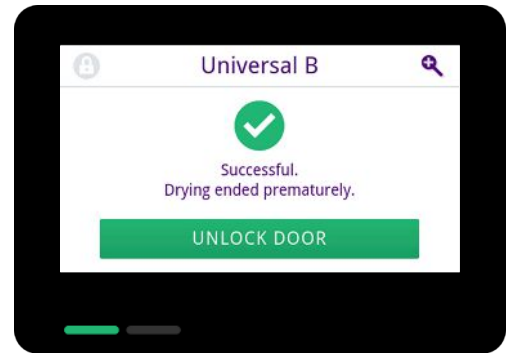 Universal B
Successful.
Drying ended prematurely.
UNLOCK DOOR